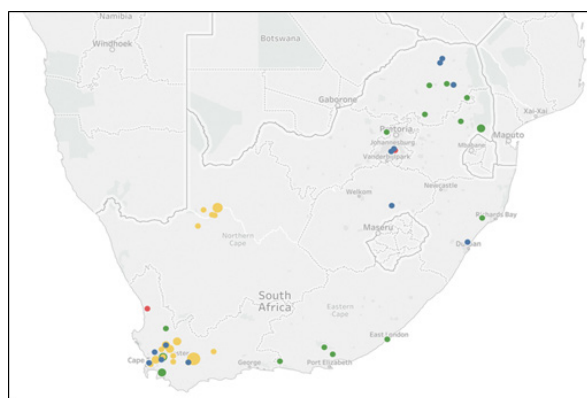 Namibia
Windhoek
Botswana
Gaborone
Xai-Xai
Pretoria
Maputo
Johannesburg
Mbabane
Vanderbijlpark
Welkom
Newcastle
Richards Bay
Maseru
Northern
Cape
Durban
South
Africa
Eastern
Cape
East London
Cape
George
Port Elizabeth